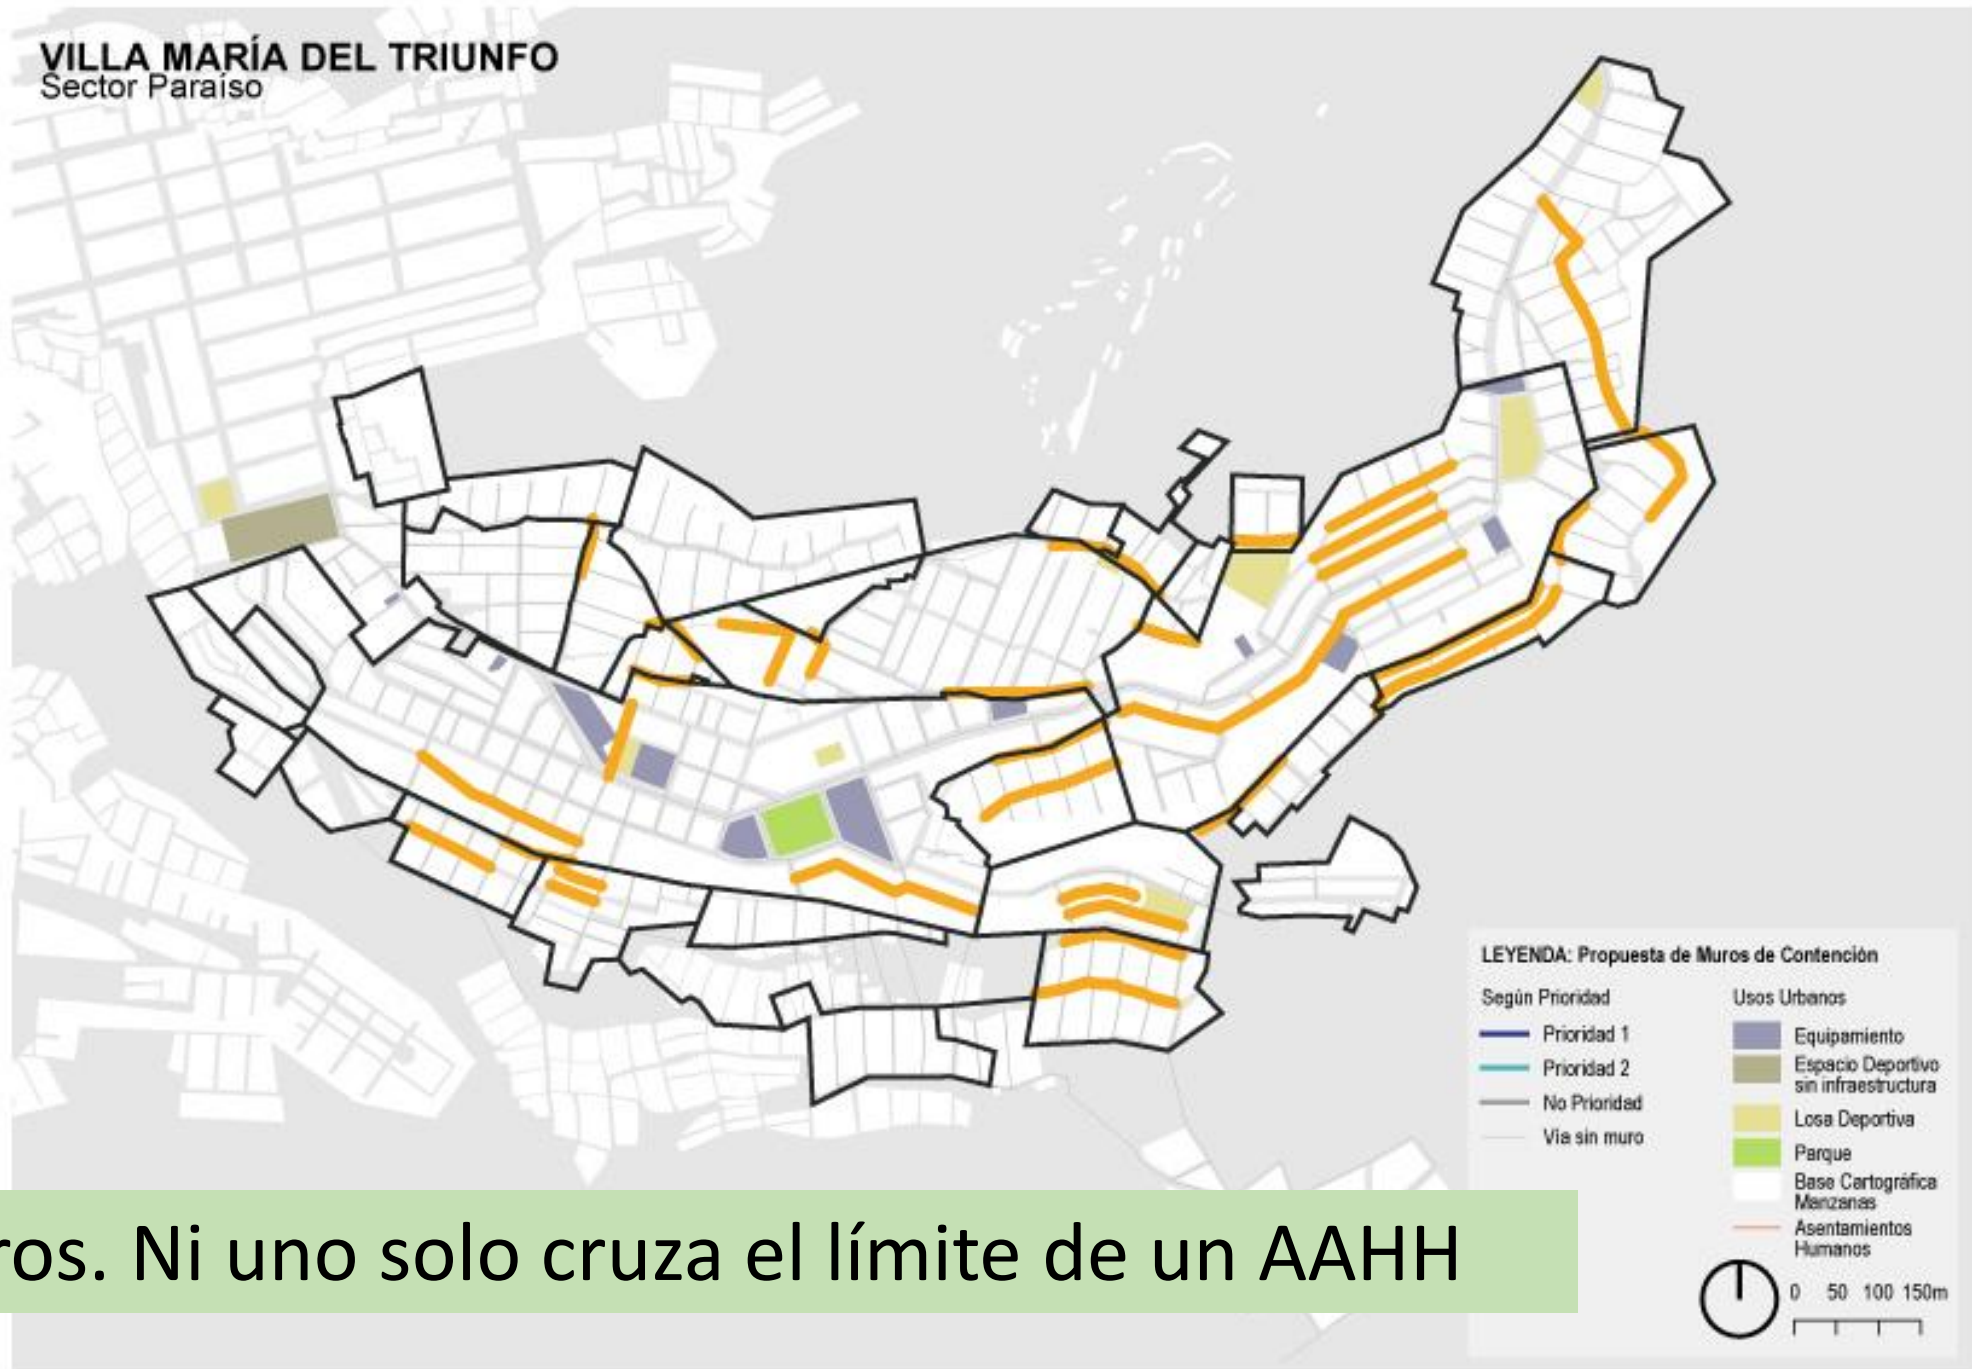 VILLA MARÍA DEL TRIUNFO
Sector Paraíso
LEYENDA: Propuesta de Muros de Contención
Según Prioridad
Prioridad 1
Prioridad 2
No Prioridad
Via sin muro
Usos Urbanos
Equipamiento
Espacio Deportivo
sin infraestructura
Losa Deportiva
Parque
Base Cartográfica
Manzanas
Asentamientos
Humanos
0 50 100 150m
ros. Ni uno solo cruza el límite de un AAHH